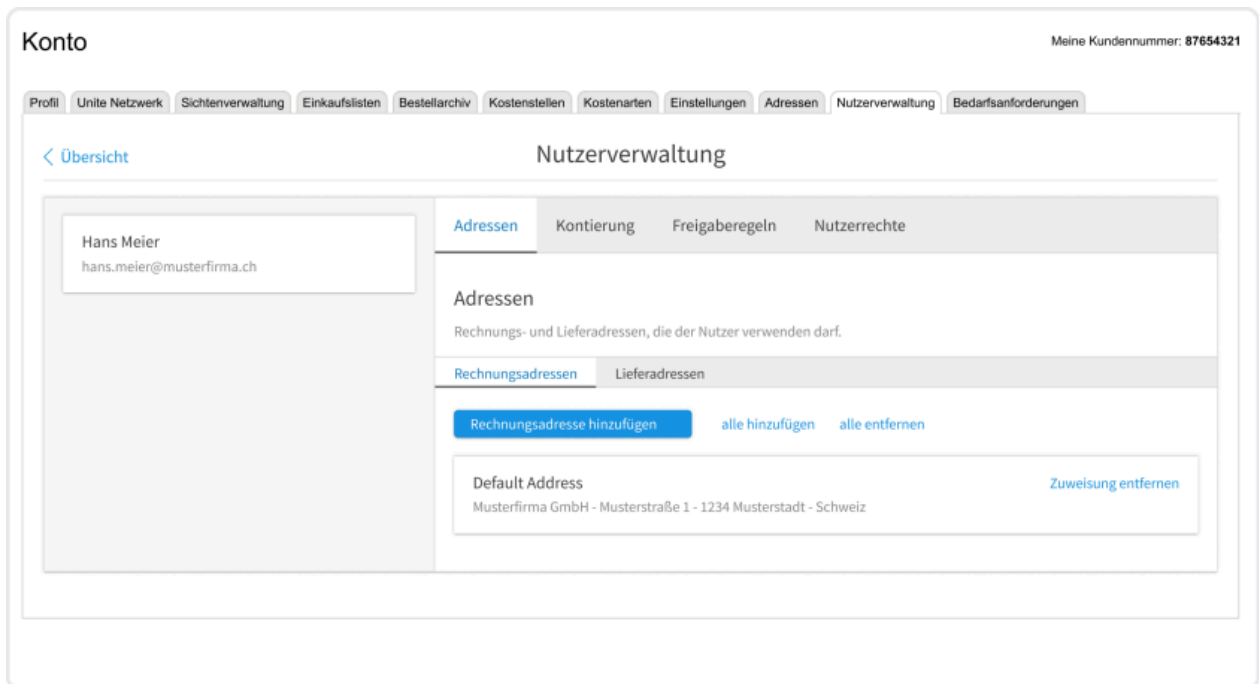 Konto
Meine Kundennummer: 87654321
Profil Unite Netzwerk Sichtenverwaltung Einkaufslisten Bestellarchiv Kostenstellen Kostenarten Einstellungen Adressen Nutzerverwaltung Bedarfsanforderungen
Übersicht
Nutzerverwaltung
Hans Meier
hans.meier@musterfirma.ch
Adressen Kontierung Freigaberegeln Nutzerrechte
Adressen
Rechnungs- und Lieferadressen, die der Nutzer verwenden darf.
Rechnungsadressen Lieferadressen
Rechnungsadresse hinzufügen alle hinzufügen alle entfernen
Default Address Zuweisung entfernen
Musterfirma GmbH - Musterstraße 1 - 1234 Musterstadt - Schweiz